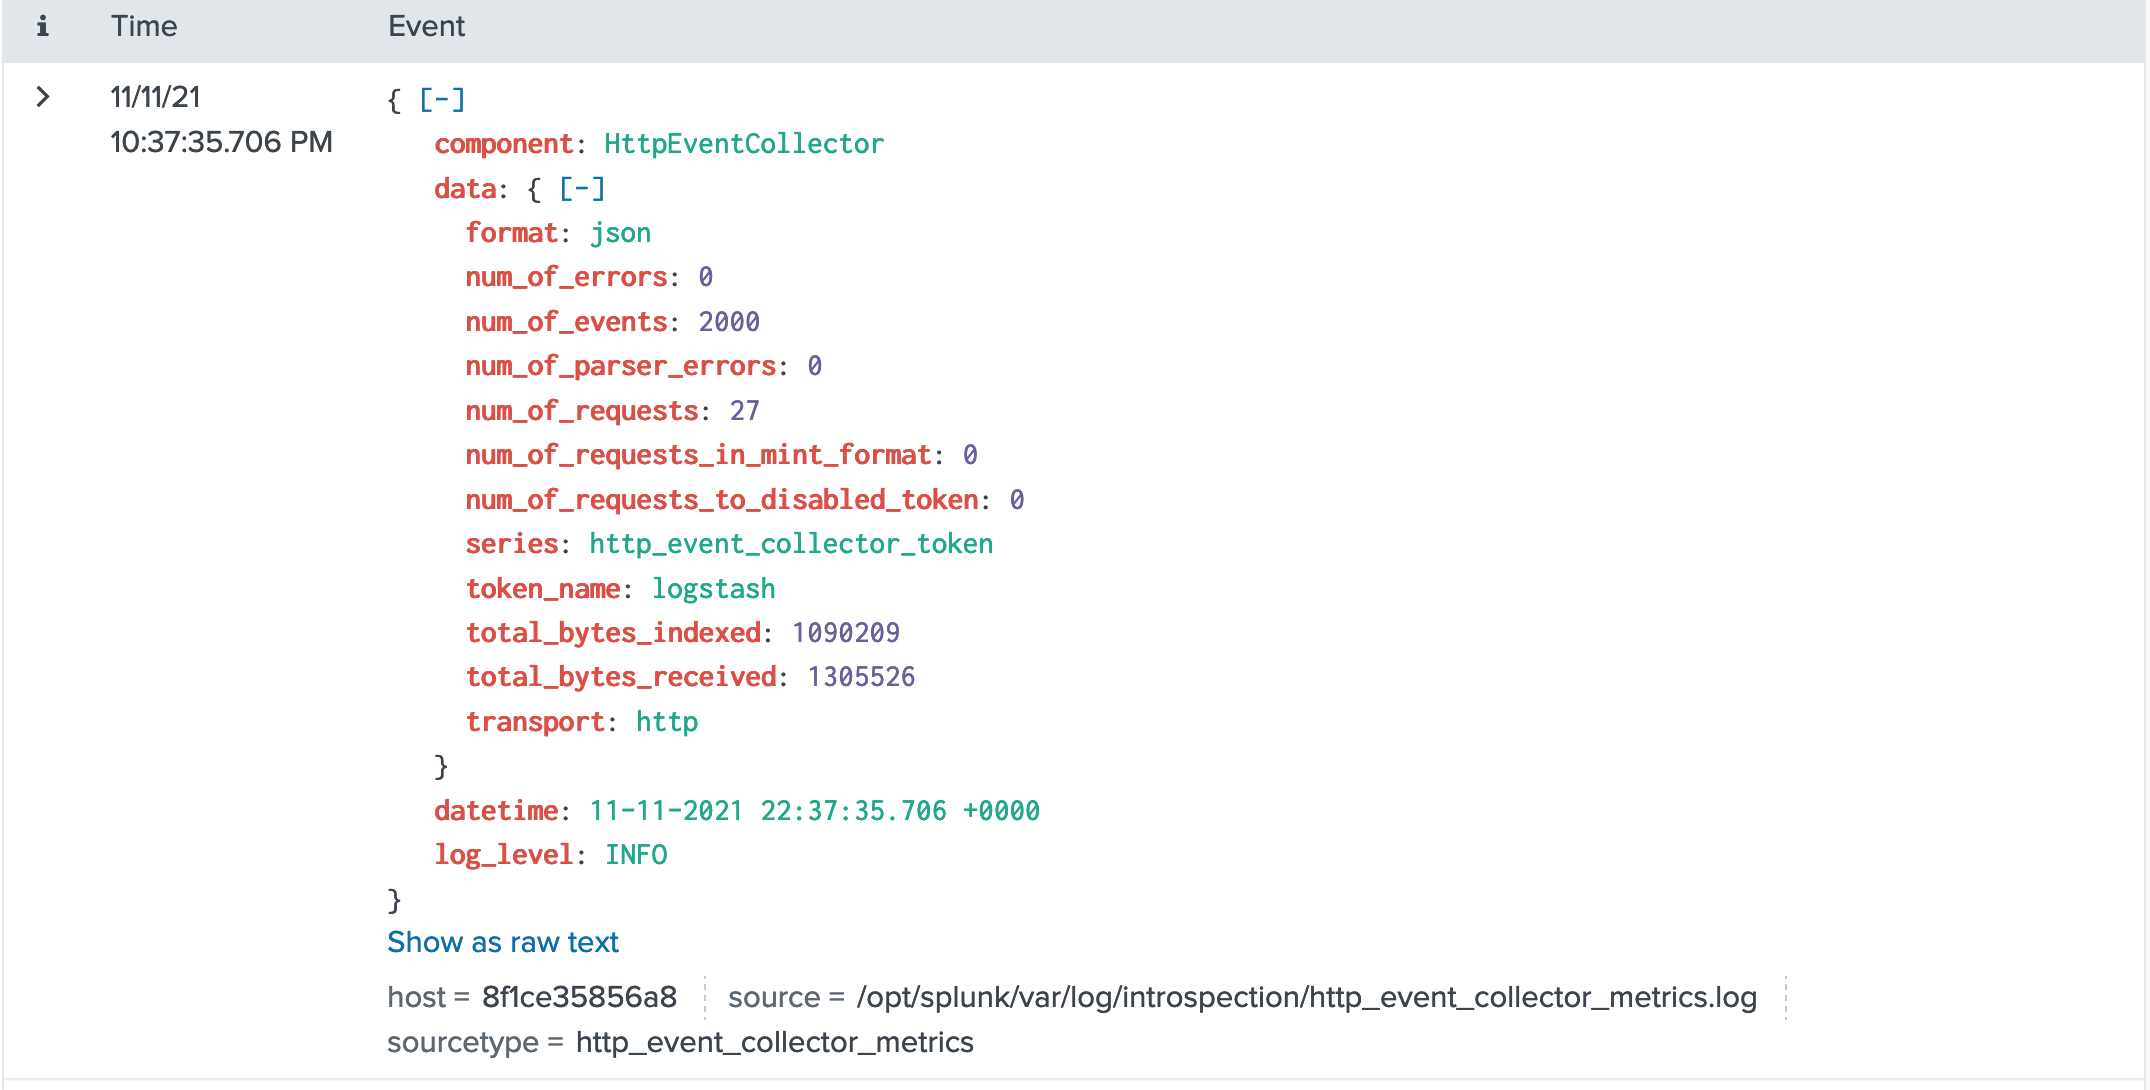 i Time Event
11/11/21
10:37:35.706 PM
{ [-]
component: HttpEventCollector
data: { [-]
format: json
num_of_errors: 0
num_of_events: 2000
num_of_parser_errors: 0
num_of_requests: 27
num_of_requests_in_mint_format: 0
num_of_requests_to_disabled_token: 0
series: http_event_collector_token
token_name: logstash
total_bytes_indexed: 1090209
total_bytes_received: 1305526
transport: http
}
datetime: 11-11-2021 22:37:35.706 +0000
log_level: INFO
}
Show as raw text
host = 8f1ce35856a8 source = /opt/splunk/var/log/introspection/http_event_collector_metrics.log
sourcetype = http_event_collector_metrics